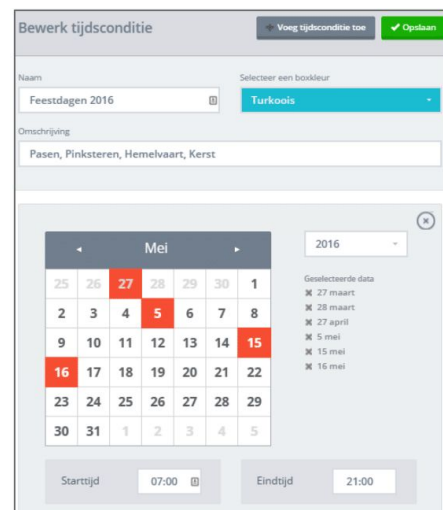 Bewerk tijdsconditie
Voeg tijdsconditie toe
Opslaan
Naam
Selecteer een boxkleur
Feestdagen 2016
Turkoois
Omschrijving
Pasen, Pinksteren, Hemelvaart, Kerst
Mei
2016
25 26 27 28 29 30 1
2 3 4 5 6 7 8
9 10 11 12 13 14 15
16 17 18 19 20 21 22
23 24 25 26 27 28 29
30 31 1 2 3 4 5
Geselecteerde data
27 maart
28 maart
27 april
5 mei
15 mei
16 mei
Starttijd 07:00
Eindtijd 21:00